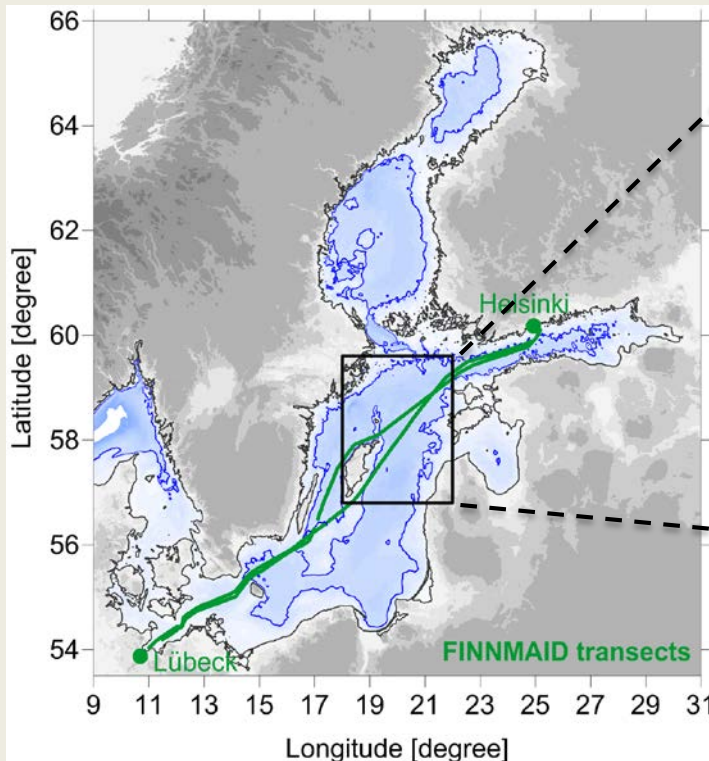 66
64
62
60
58
56
54
Latitude [degree]
Helsinki
Lübeck
FINNMAID transects
9 11 13 15 17 19 21 23 25 27 29 31
Longitude [degree]